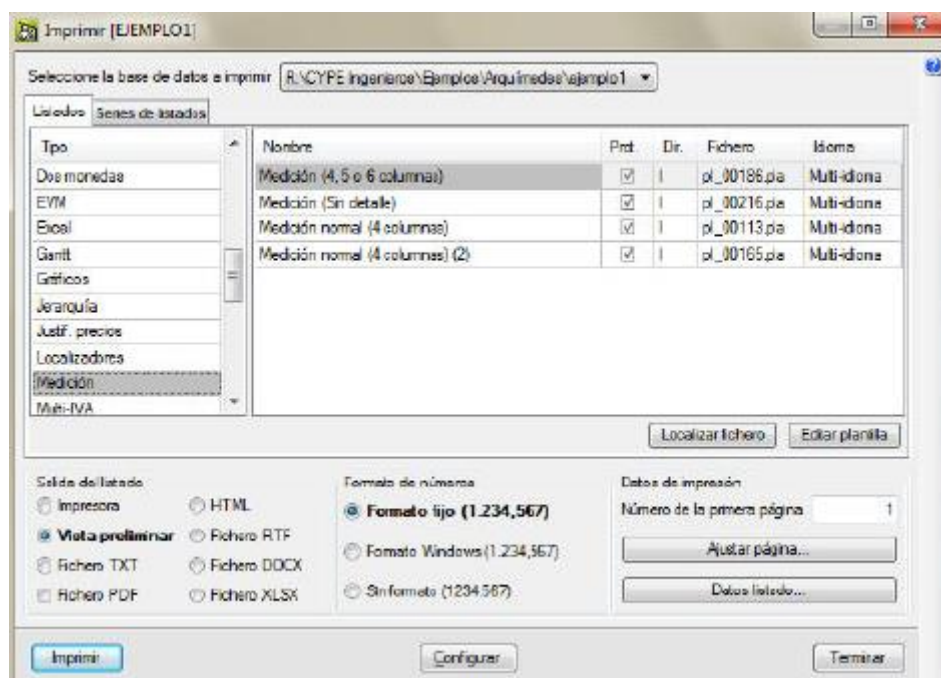 Imprimir [EJEMPLO1]
Seleccione la base de datos a imprimir R:\CYPE Ingenieros\Ejemplos\Arquímedes\ejemplo1
Listados Series de listados
Tipo
Dos monedas
EVM
Excel
Gantt
Gráficos
Jerarquía
Justif. precios
Localizadores
Medición
Multi-IVA
Nombre Prot. Dir. Fichero Idioma
Medición (4, 5 o 6 columnas) I pl_00186.pla Multi-idioma
Medición (Sin detalle) I pl_00216.pla Multi-idioma
Medición normal (4 columnas) I pl_00113.pla Multi-idioma
Medición normal (4 columnas) (2) I pl_00165.pla Multi-idioma
Localizar fichero Editar plantilla
Salida del listado
Impresora
Vista preliminar
Fichero TXT
Fichero PDF
HTML
Fichero RTF
Fichero DOCX
Fichero XLSX
Formato de números
Formato fijo (1.234,567)
Formato Windows (1.234,567)
Sin formato (1234.567)
Datos de impresión
Número de la primera página 1
Ajustar página...
Datos listado...
Imprimir Configurar Terminar